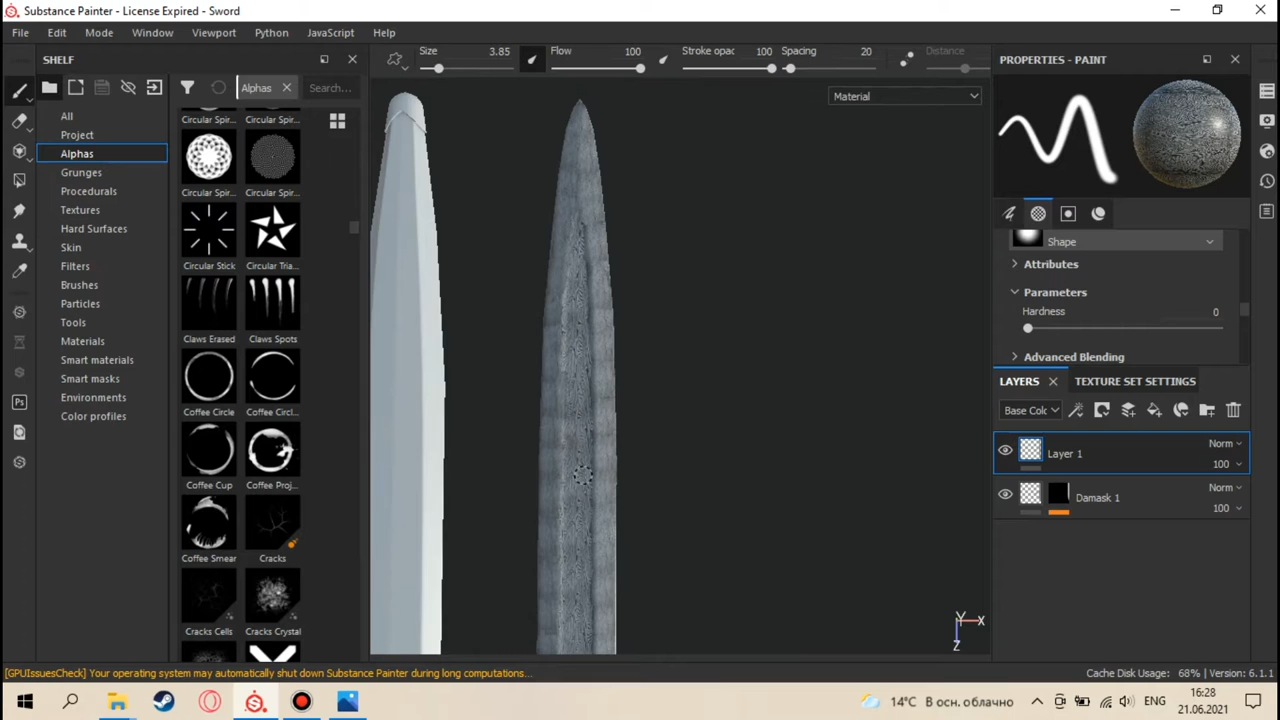 Substance Painter - License Expired - Sword
File Edit Mode Window Viewport Python JavaScript Help
SHELF
Size 3.85 Flow 100 Stroke opac 100 Spacing 20 Distance
PROPERTIES - PAINT
Alphas Search...
Material
All
Project
Alphas
Grunges
Procedurals
Textures
Hard Surfaces
Skin
Filters
Brushes
Particles
Tools
Materials
Smart materials
Smart masks
Environments
Color profiles
Circular Spir... Circular Spir...
Circular Spir... Circular Spir...
Circular Stick Circular Tria...
Claws Erased Claws Spots
Coffee Circle Coffee Circl...
Coffee Cup Coffee Proj...
Coffee Smear Cracks
Cracks Cells Cracks Crystal
Shape
Attributes
Parameters
Hardness 0
Advanced Blending
LAYERS TEXTURE SET SETTINGS
Base Colo
Layer 1 Norm
100
Damask 1 Norm
100
Y X
Z
[GPUIssuesCheck] Your operating system may automatically shut down Substance Painter during long computations...
Cache Disk Usage: 68% | Version: 6.1.1
Ps
14°C В осн. облачно ENG 16:28
21.06.2021